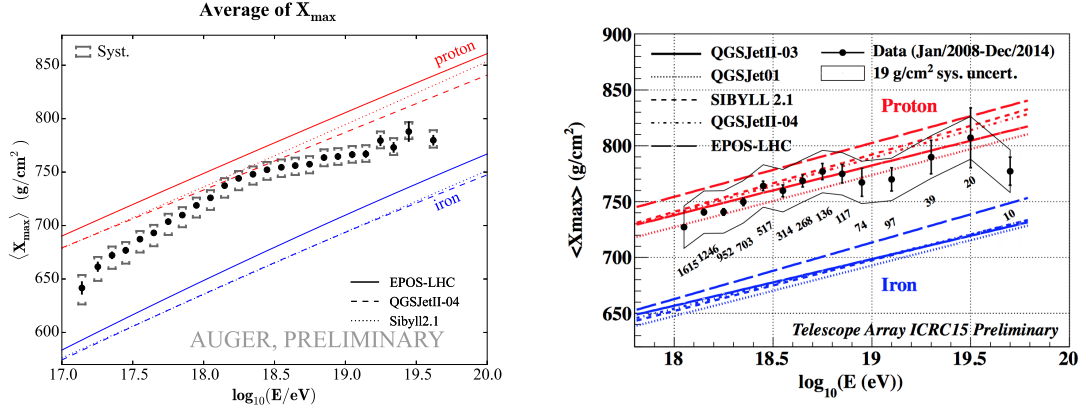 Average of Xmax
Syst.
proton
iron
EPOS-LHC
QGSJetII-04
Sibyll2.1
AUGER, PRELIMINARY
850
800
750
700
650
600
17.0 17.5 18.0 18.5 19.0 19.5 20.0
⟨Xmax⟩ (g/cm²)
log10(E/eV)
QGSJetII-03
QGSJet01
SIBYLL 2.1
QGSJetII-04
EPOS-LHC
Data (Jan/2008-Dec/2014)
19 g/cm² sys. uncert.
Proton
Iron
1615 1246 952 703 517 314 268 136 117 74 97 39 20 10
Telescope Array ICRC15 Preliminary
900
850
800
750
700
650
18 18.5 19 19.5 20
<Xmax> (g/cm²)
log10(E (eV))